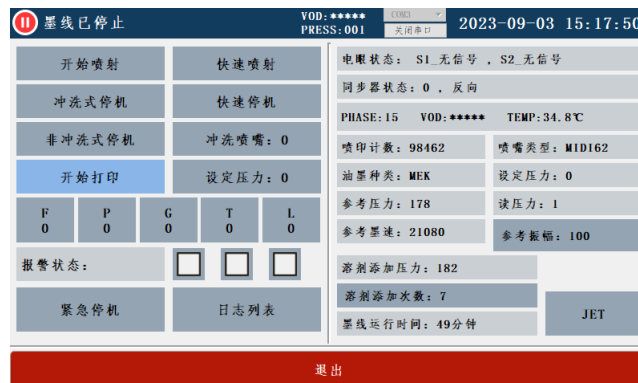 墨线已停止
VOD:*****
PRESS:001
COM3
关闭串口
2023-09-03 15:17:50
开始喷射
快速喷射
冲洗式停机
快速停机
非冲洗式停机
冲洗喷嘴:0
开始打印
设定压力:0
F P G T L
0 0 0 0 0
报警状态:
紧急停机
日志列表
电眼状态: S1_无信号 , S2_无信号
同步器状态:0 , 反向
PHASE:15 VOD:***** TEMP:34.8℃
喷印计数:98462
喷嘴类型:MIDI62
油墨种类:MEK
设定压力:0
参考压力:178
读压力:1
参考墨速:21080
参考振幅:100
溶剂添加压力:182
溶剂添加次数:7
墨线运行时间:49分钟
JET
退出